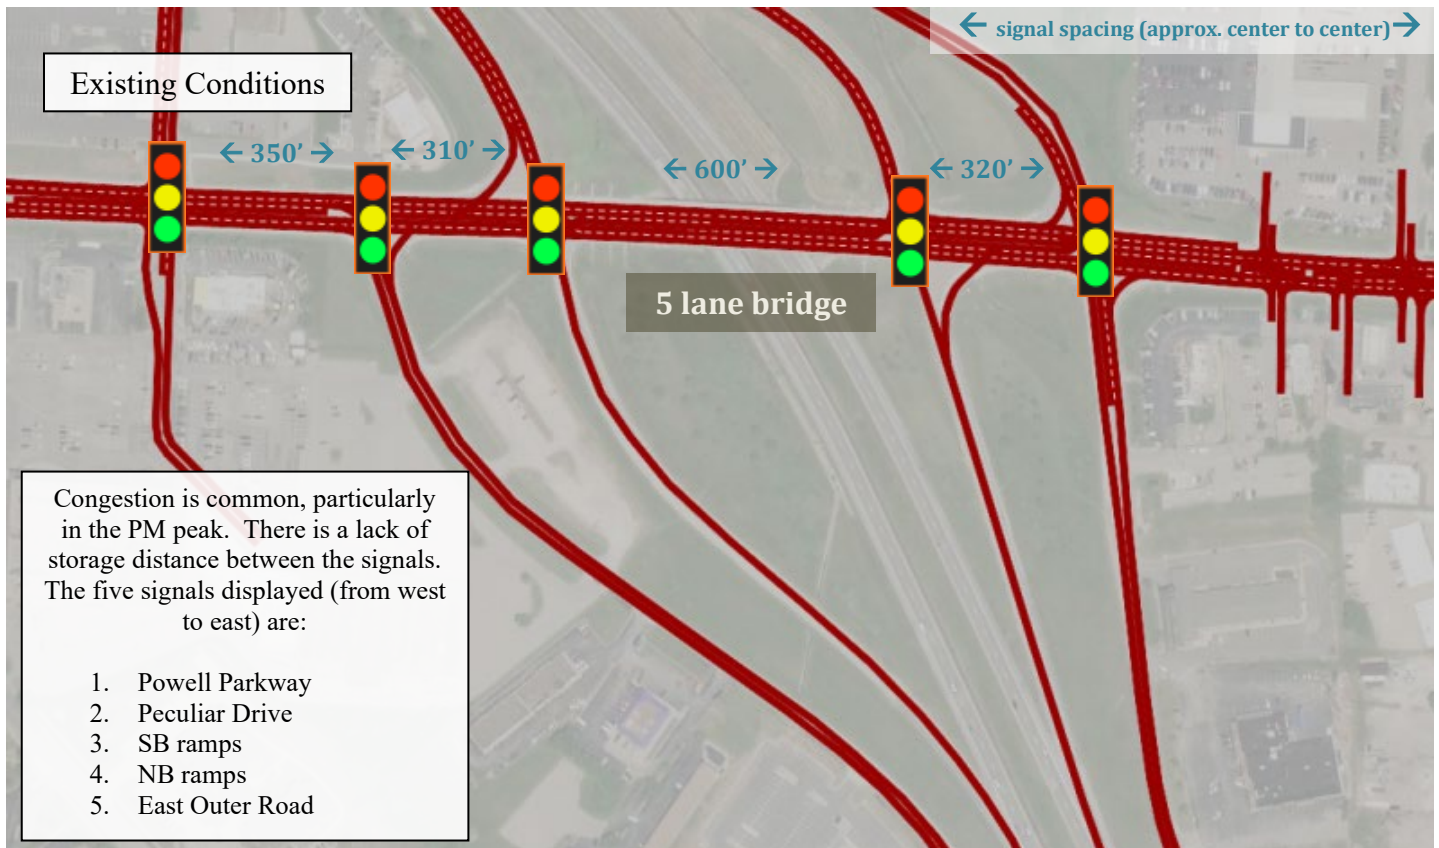 ← signal spacing (approx. center to center) →
Existing Conditions
← 350’ →
← 310’ →
← 600’ →
← 320’ →
5 lane bridge
Congestion is common, particularly
in the PM peak.  There is a lack of
storage distance between the signals.
The five signals displayed (from west
to east) are:
1. Powell Parkway
2. Peculiar Drive
3. SB ramps
4. NB ramps
5. East Outer Road